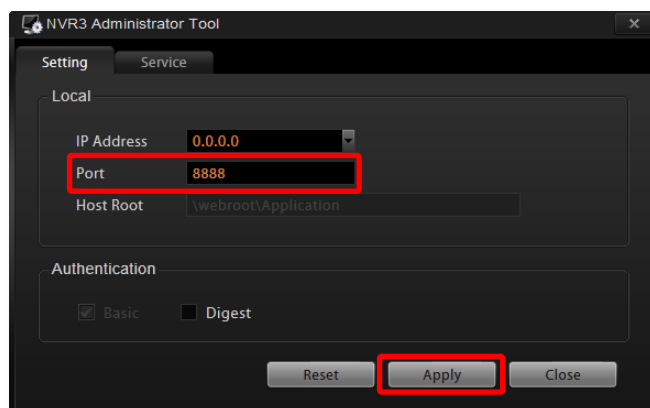 NVR3 Administrator Tool
Setting Service
Local
IP Address 0.0.0.0
Port 8888
Host Root \webroot\Application
Authentication
Basic Digest
Reset Apply Close